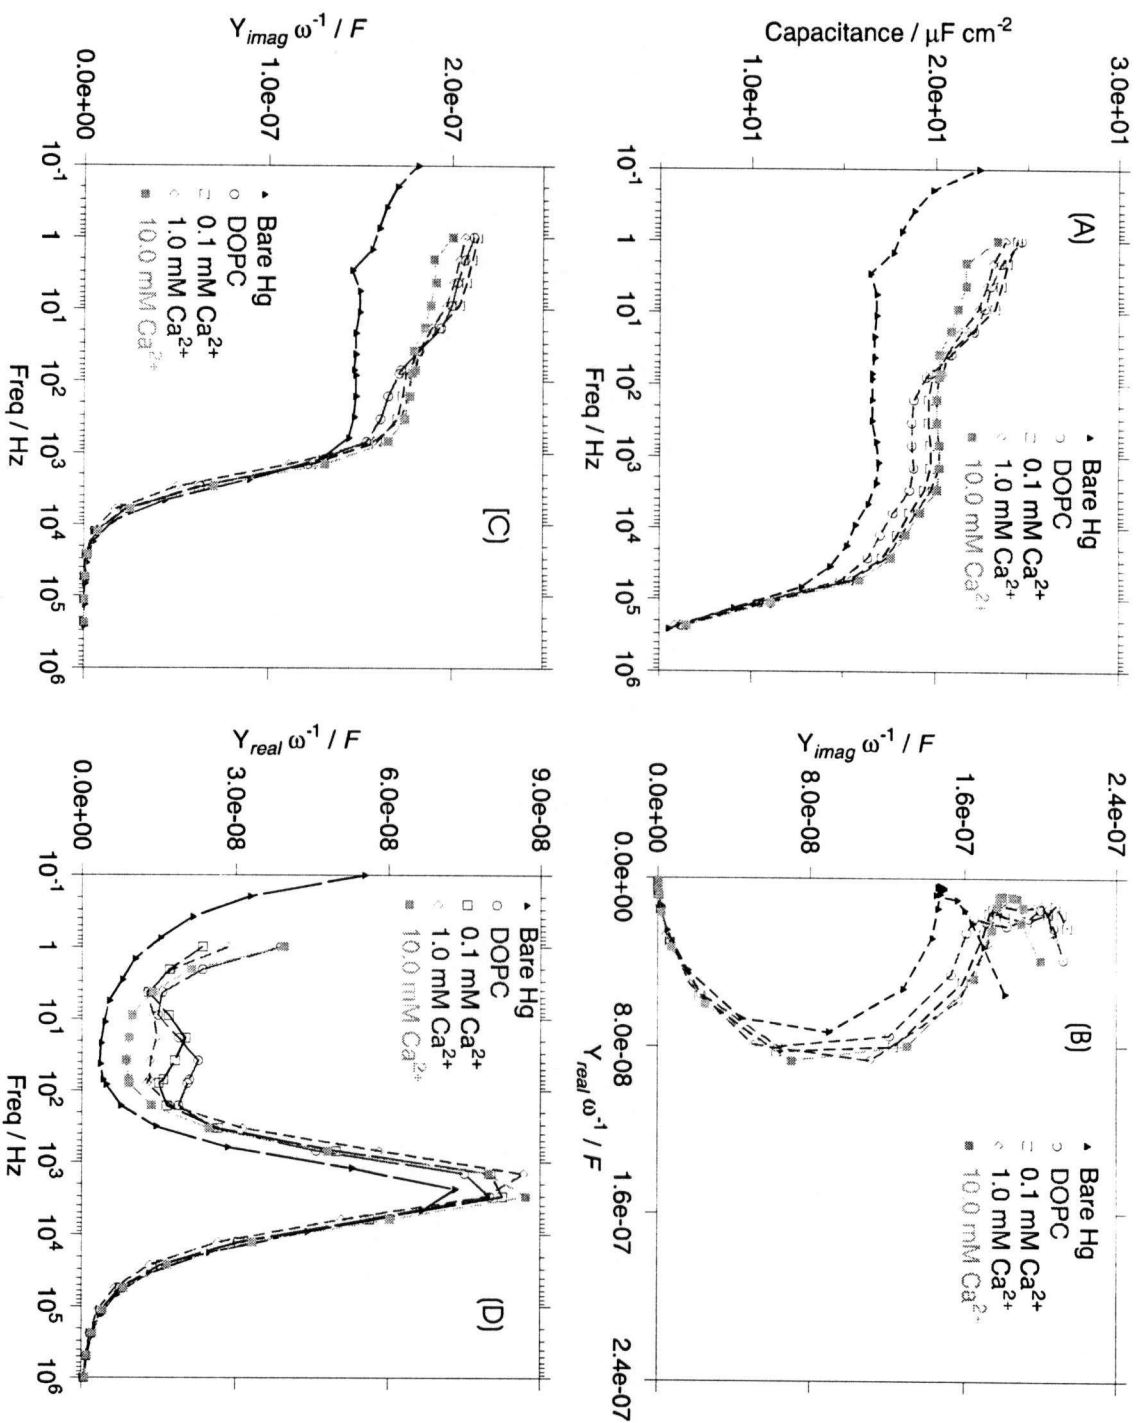 (A)
3.0e+01
2.0e+01
1.0e+01
Capacitance / µF cm⁻²
▲ Bare Hg
○ DOPC
□ 0.1 mM Ca²⁺
◇ 1.0 mM Ca²⁺
■ 10.0 mM Ca²⁺
10⁻¹ 1 10¹ 10² 10³ 10⁴ 10⁵ 10⁶
Freq / Hz
(B)
2.4e-07
1.6e-07
8.0e-08
0.0e+00
Y_imag ω⁻¹ / F
▲ Bare Hg
○ DOPC
□ 0.1 mM Ca²⁺
◇ 1.0 mM Ca²⁺
■ 10.0 mM Ca²⁺
0.0e+00 8.0e-08 1.6e-07 2.4e-07
Y_real ω⁻¹ / F
[C)
2.0e-07
1.0e-07
0.0e+00
Y_imag ω⁻¹ / F
▲ Bare Hg
○ DOPC
□ 0.1 mM Ca²⁺
◇ 1.0 mM Ca²⁺
■ 10.0 mM Ca²⁺
10⁻¹ 1 10¹ 10² 10³ 10⁴ 10⁵ 10⁶
Freq / Hz
(D)
9.0e-08
6.0e-08
3.0e-08
0.0e+00
Y_real ω⁻¹ / F
▲ Bare Hg
○ DOPC
□ 0.1 mM Ca²⁺
◇ 1.0 mM Ca²⁺
■ 10.0 mM Ca²⁺
10⁻¹ 1 10¹ 10² 10³ 10⁴ 10⁵ 10⁶
Freq / Hz